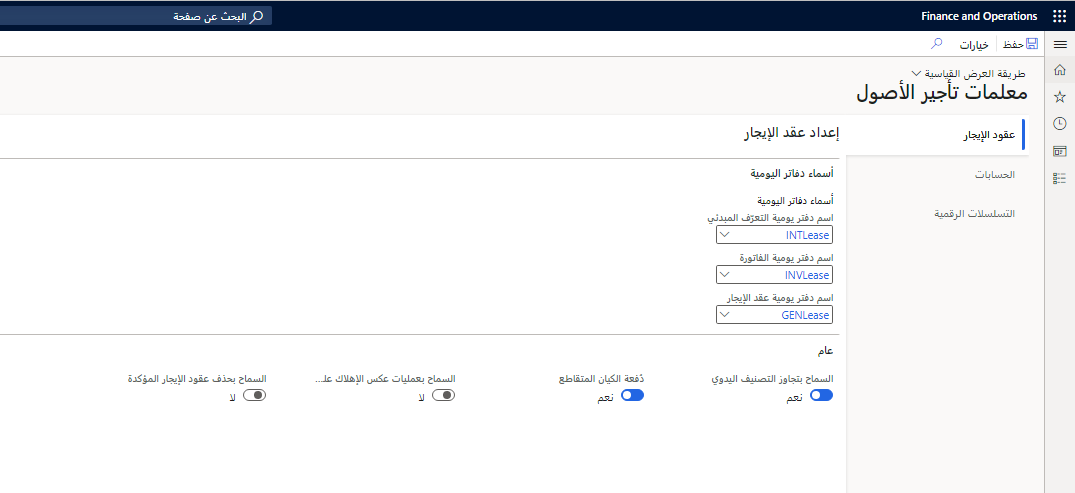 Finance and Operations
البحث عن صفحة
حفظ
خيارات
طريقة العرض القياسية
معلمات تأجير الأصول
عقود الإيجار
الحسابات
التسلسلات الرقمية
إعداد عقد الإيجار
أسماء دفاتر اليومية
أسماء دفاتر اليومية
اسم دفتر يومية التعرّف المبدئي
INTLease
اسم دفتر يومية الفاتورة
INVLease
اسم دفتر يومية عقد الإيجار
GENLease
عام
السماح بتجاوز التصنيف اليدوي
نعم
دُفعة الكيان المتقاطع
نعم
السماح بعمليات عكس الإهلاك علـ...
لا
السماح بحذف عقود الإيجار المؤكدة
لا